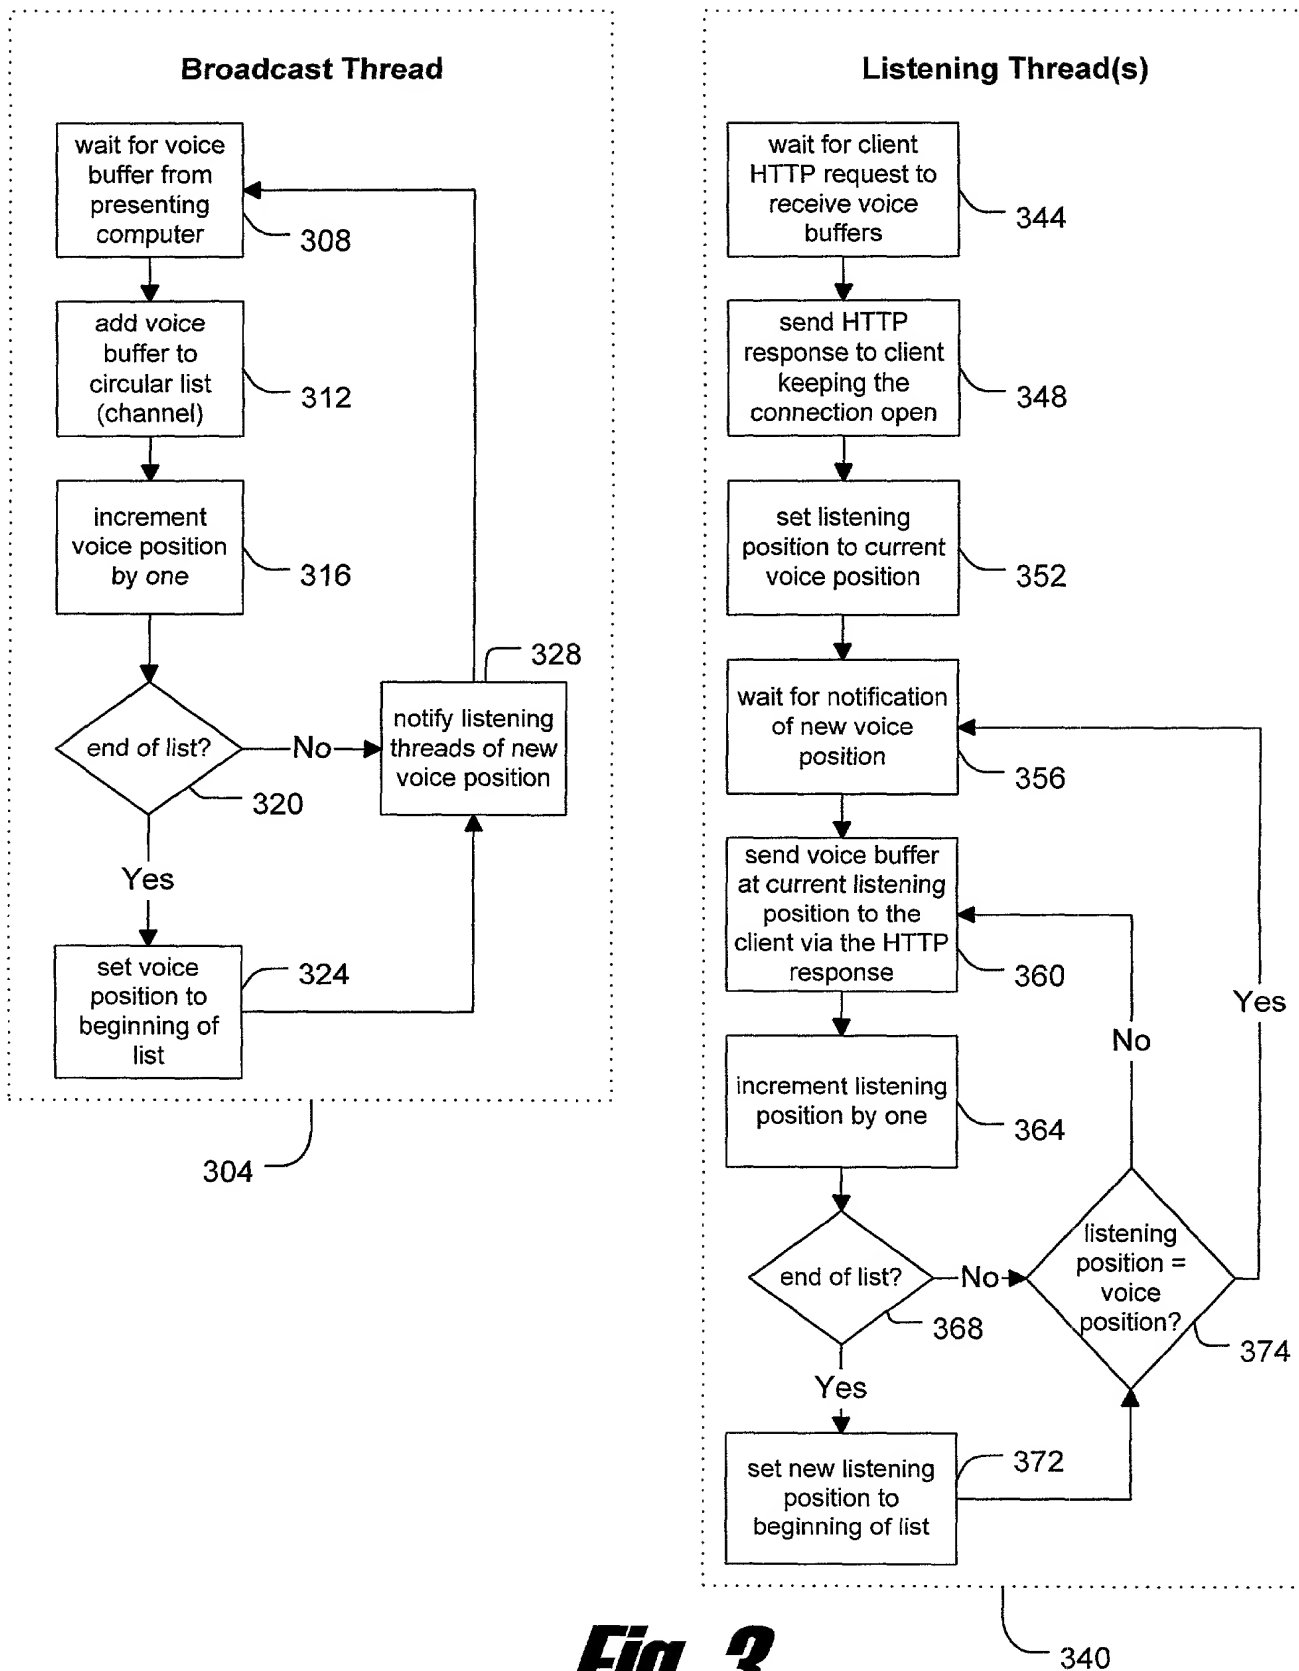 Broadcast Thread
wait for voice
buffer from
presenting
computer
308
add voice
buffer to
circular list
(channel)
312
increment
voice position
by one
316
end of list?
320
No
328
notify listening
threads of new
voice position
Yes
set voice
position to
beginning of
list
324
304
Listening Thread(s)
wait for client
HTTP request to
receive voice
buffers
344
send HTTP
response to client
keeping the
connection open
348
set listening
position to current
voice position
352
wait for notification
of new voice
position
356
send voice buffer
at current listening
position to the
client via the HTTP
response
360
increment listening
position by one
364
end of list?
368
No
listening
position =
voice
position?
374
No
Yes
Yes
set new listening
position to
beginning of list
372
340
Fig. 3